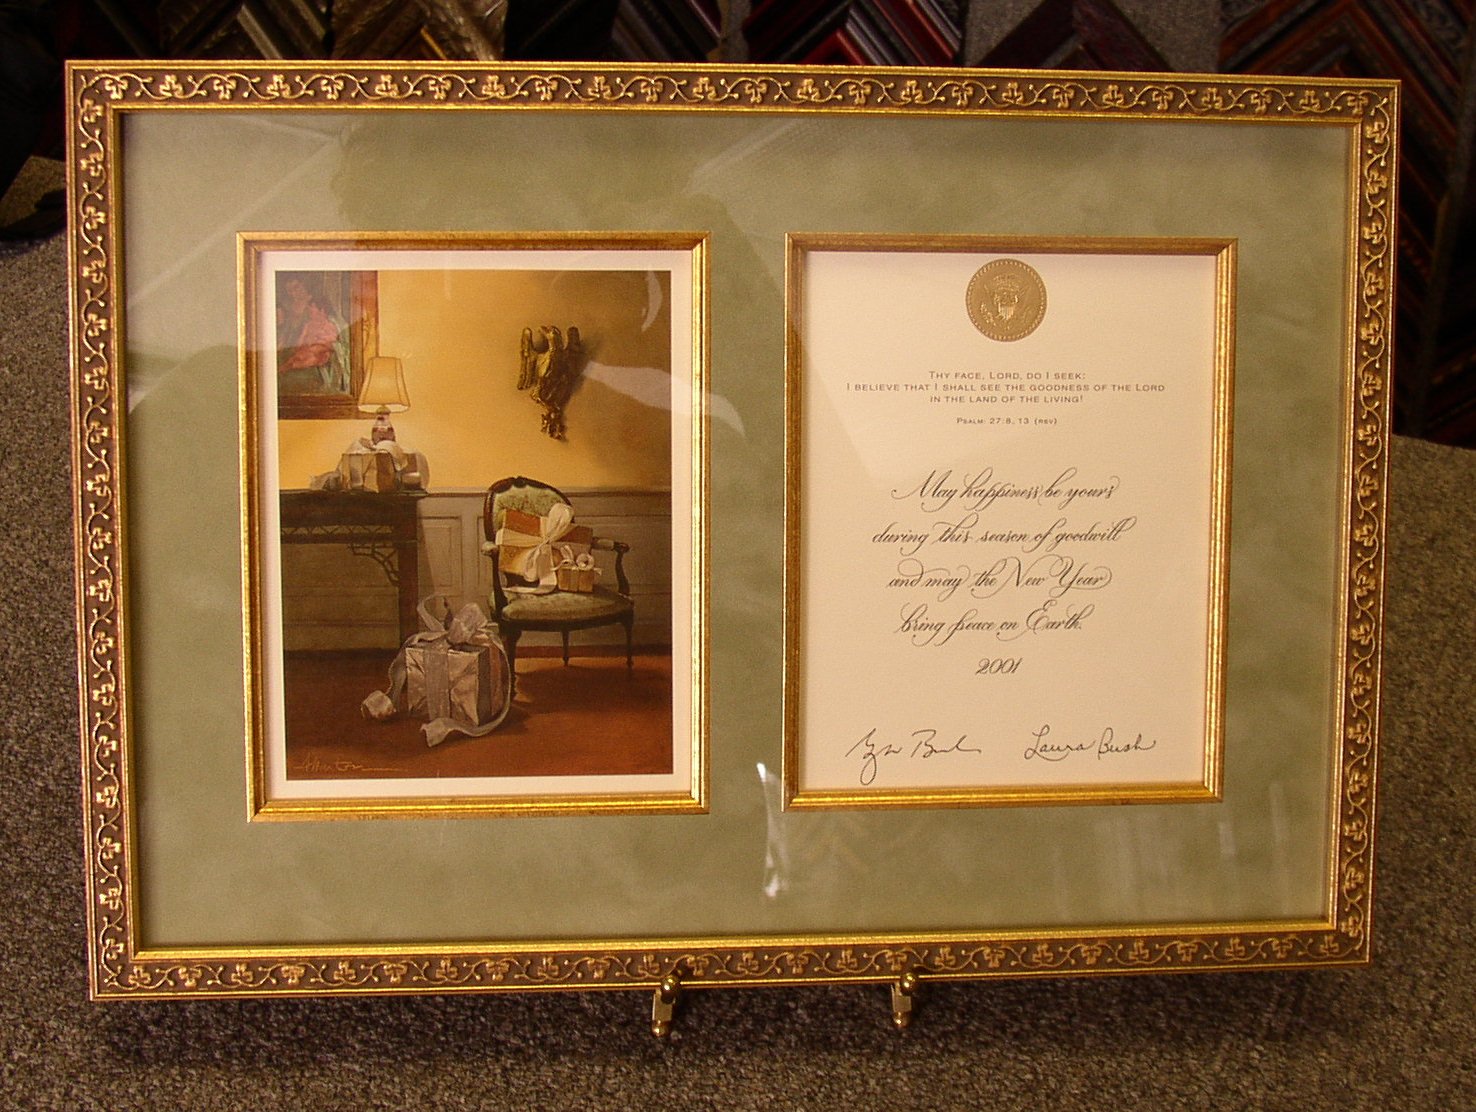 THY FACE, LORD, DO I SEEK:
I BELIEVE THAT I SHALL SEE THE GOODNESS OF THE LORD
IN THE LAND OF THE LIVING!
PSALM: 27:8, 13 (RSV)
May happiness be yours
during this season of goodwill
and may the New Year
bring peace on Earth.
2001
Laura Bush